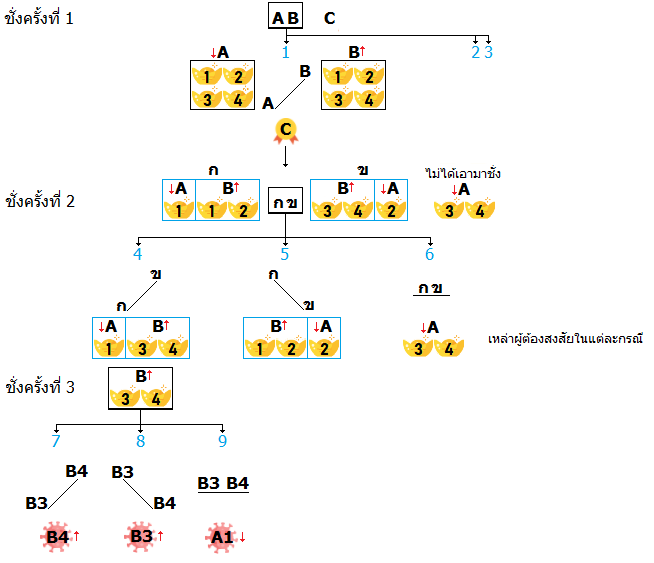 ชั่งครั้งที่ 1
A B C
1 2 3
↓A B↑
B
1 2 1 2
3 4 3 4
A
C
ก ข ไม่ได้เอามาชั่ง
ชั่งครั้งที่ 2
↓A B↑ ก ข B↑ ↓A ↓A
1 1 2 3 4 2 3 4
4 5 6
ข ก ก ข
ก ข
↓A B↑ B↑ ↓A ↓A
1 3 4 1 2 2 3 4 เหล่าผู้ต้องสงสัยในแต่ละกรณี
ชั่งครั้งที่ 3
B↑
3 4
7 8 9
B4 B3 B3 B4
B3 B4
B4↑ B3↑ A1↓